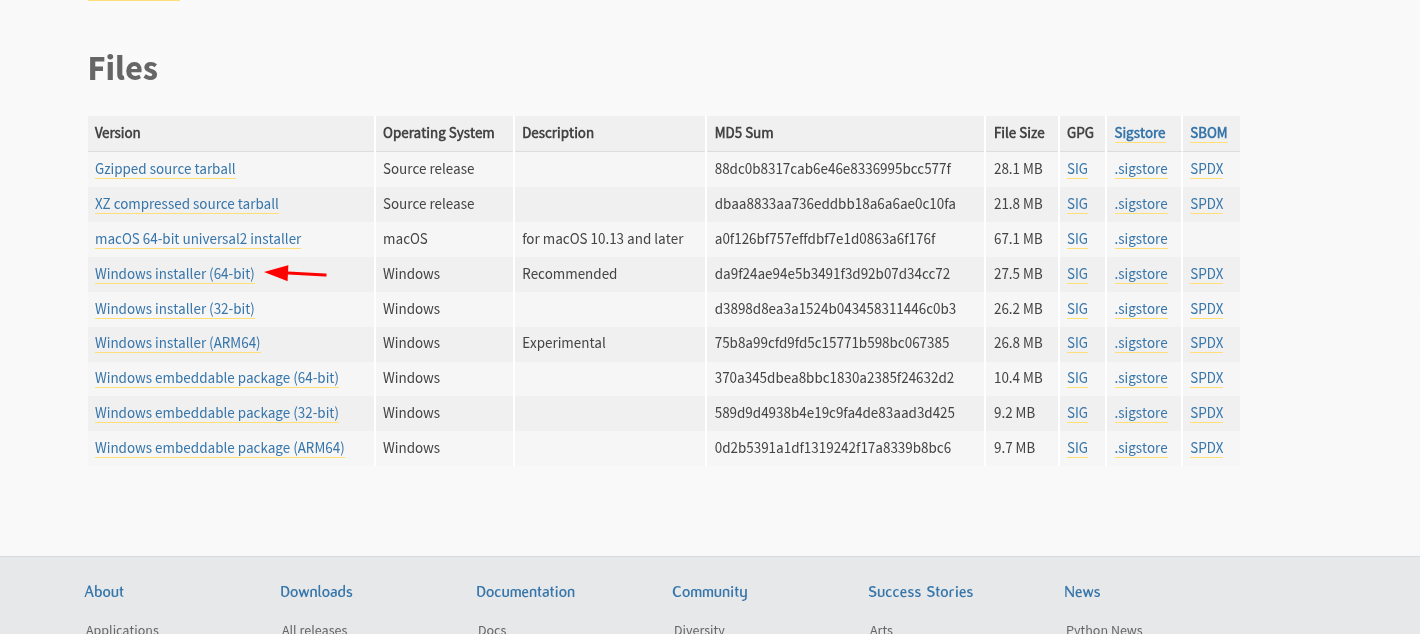 Files
Version Operating System Description MD5 Sum File Size GPG Sigstore SBOM
Gzipped source tarball Source release 88dc0b8317cab6e46e8336995bcc577f 28.1 MB SIG .sigstore SPDX
XZ compressed source tarball Source release dbaa8833aa736eddbb18a6a6ae0c10fa 21.8 MB SIG .sigstore SPDX
macOS 64-bit universal2 installer macOS for macOS 10.13 and later a0f126bf757effdbf7e1d0863a6f176f 67.1 MB SIG .sigstore
Windows installer (64-bit) Windows Recommended da9f24ae94e5b3491f3d92b07d34cc72 27.5 MB SIG .sigstore SPDX
Windows installer (32-bit) Windows d3898d8ea3a1524b043458311446c0b3 26.2 MB SIG .sigstore SPDX
Windows installer (ARM64) Windows Experimental 75b8a99cfd9fd5c15771b598bc067385 26.8 MB SIG .sigstore SPDX
Windows embeddable package (64-bit) Windows 370a345dbea8bbc1830a2385f24632d2 10.4 MB SIG .sigstore SPDX
Windows embeddable package (32-bit) Windows 589d9d4938b4e19c9fa4de83aad3d425 9.2 MB SIG .sigstore SPDX
Windows embeddable package (ARM64) Windows 0d2b5391a1df1319242f17a8339b8bc6 9.7 MB SIG .sigstore SPDX
About Downloads Documentation Community Success Stories News
Applications All releases Docs Diversity Arts Python News